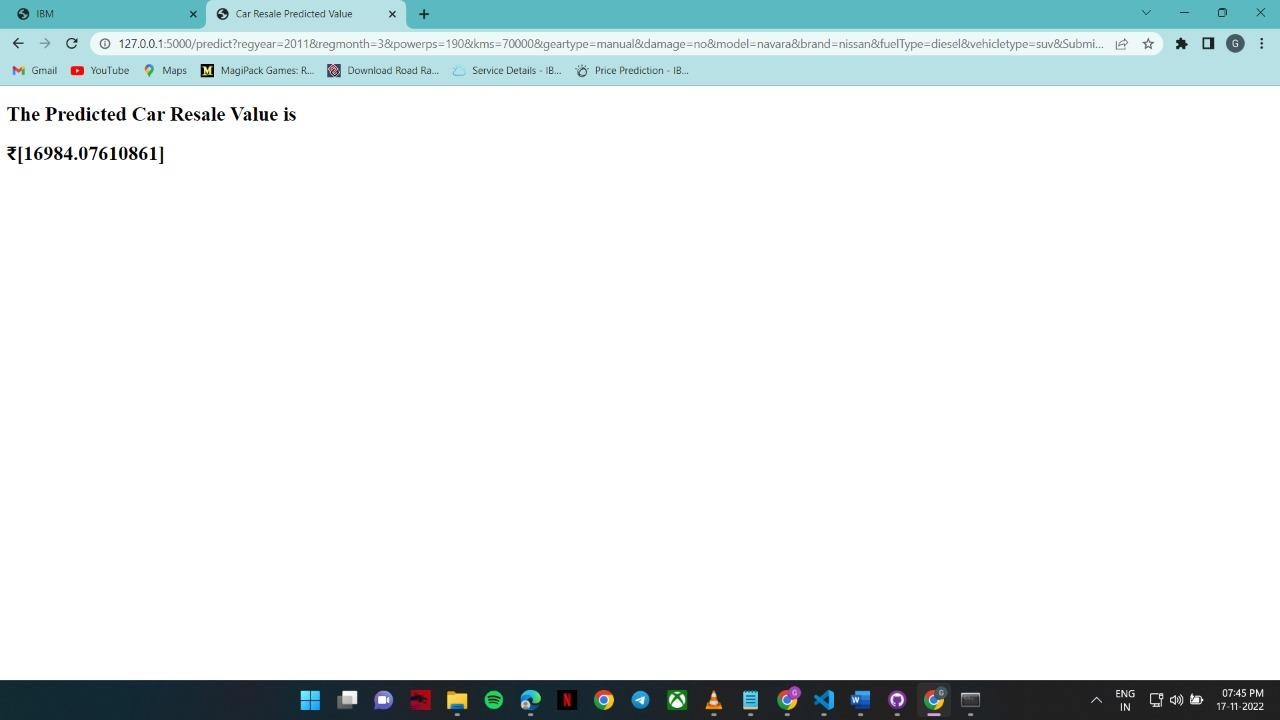 IBM
Car Resale Predicted Value
127.0.0.1:5000/predict?regyear=2011&regmonth=3&powerps=190&kms=70000&geartype=manual&damage=no&model=navara&brand=nissan&fuelType=diesel&vehicletype=suv&Submi...
G
Gmail
YouTube
Maps
M
MagiPack Games: R...
Download Road Ra...
Service Details - IB...
Price Prediction - IB...
The Predicted Car Resale Value is
₹[16984.07610861]
ENG
IN
07:45 PM
17-11-2022